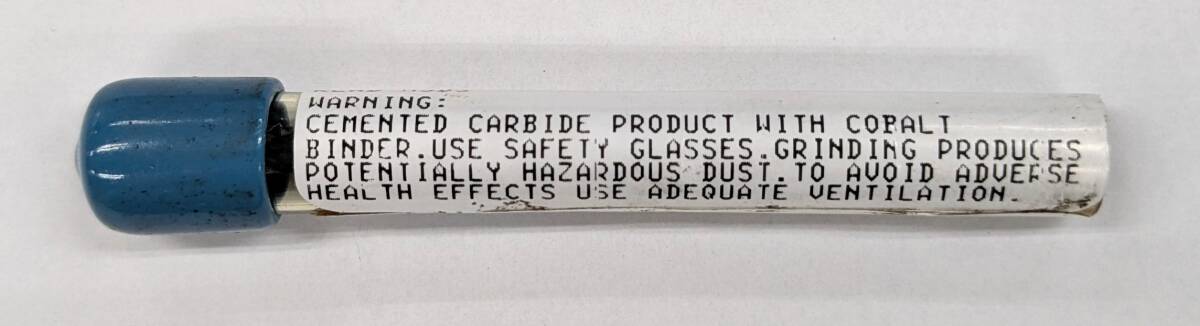 WARNING:
CEMENTED CARBIDE PRODUCT WITH COBALT
BINDER.USE SAFETY GLASSES.GRINDING PRODUCES
POTENTIALLY HAZARDOUS DUST.TO AVOID ADVERSE
HEALTH EFFECTS USE ADEQUATE VENTILATION.